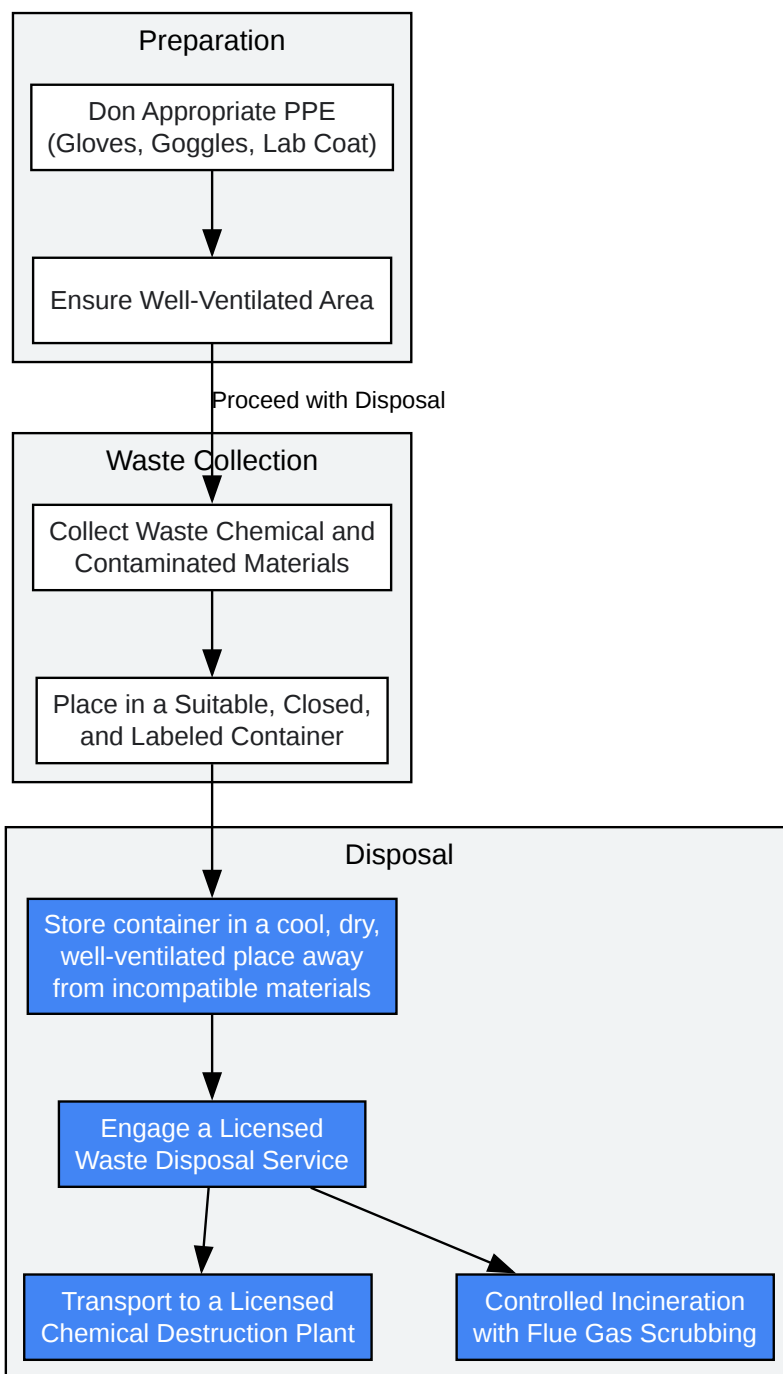 Preparation
Don Appropriate PPE
(Gloves, Goggles, Lab Coat)
Ensure Well-Ventilated Area
Proceed with Disposal
Waste Collection
Collect Waste Chemical and
Contaminated Materials
Place in a Suitable, Closed,
and Labeled Container
Disposal
Store container in a cool, dry,
well-ventilated place away
from incompatible materials
Engage a Licensed
Waste Disposal Service
Transport to a Licensed
Chemical Destruction Plant
Controlled Incineration
with Flue Gas Scrubbing